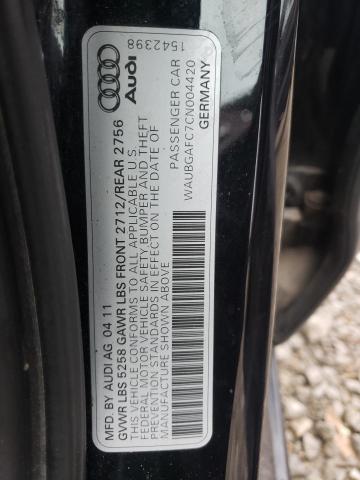 1542398
Audi
MFD. BY AUDI AG 04 11
GVWR LBS 5258 GAWR LBS FRONT 2712/REAR 2756
THIS VEHICLE CONFORMS TO ALL APPLICABLE U.S.
FEDERAL MOTOR VEHICLE SAFETY BUMPER AND THEFT
PREVENTION STANDARDS IN EFFECT ON THE DATE OF
MANUFACTURE SHOWN ABOVE
PASSENGER CAR
WAUBGAFC7CN004420
GERMANY